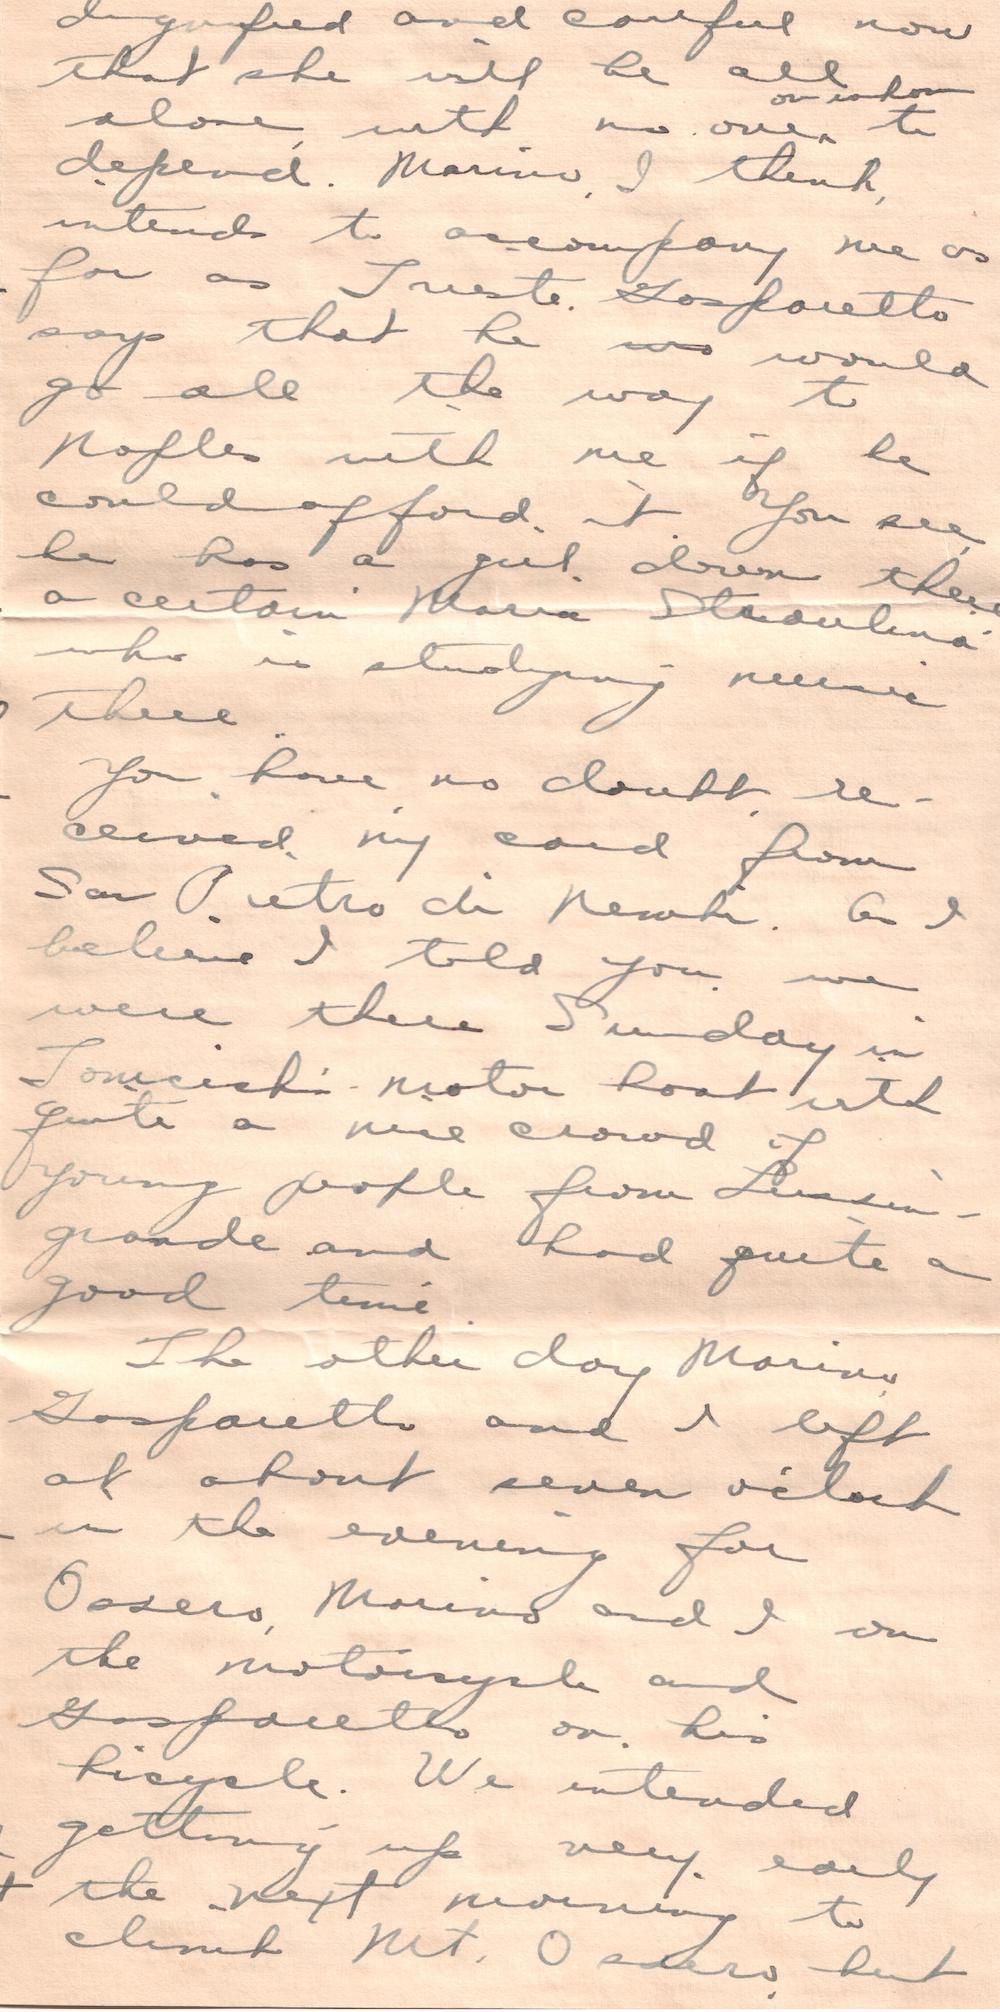 dignified and careful now
that she will be all
alone, with no one on whom to
depend. Marino, I think,
intends to accompany me as
far as Trieste. Gasparetto
says that he was would
go all the way to
Naples with me if he
could afford it. You see,
he has a girl down there
a certain Maria
who is studying music
there.
You have no doubt re-
ceived my card from
San Pietro di Nembi. As I
believe I told you we
were there Sunday in
motor boat with
quite a nice crowd of
young people from Lussin-
grande and had quite a
good time.
The other day Marino,
Gasparetto and I left
at about seven o'clock
in the evening for
Ossero, Marino and I on
the motorcycle and
Gasparetto on his
bicycle. We intended
getting up very early
the next morning to
climb Mt. Ossero, but